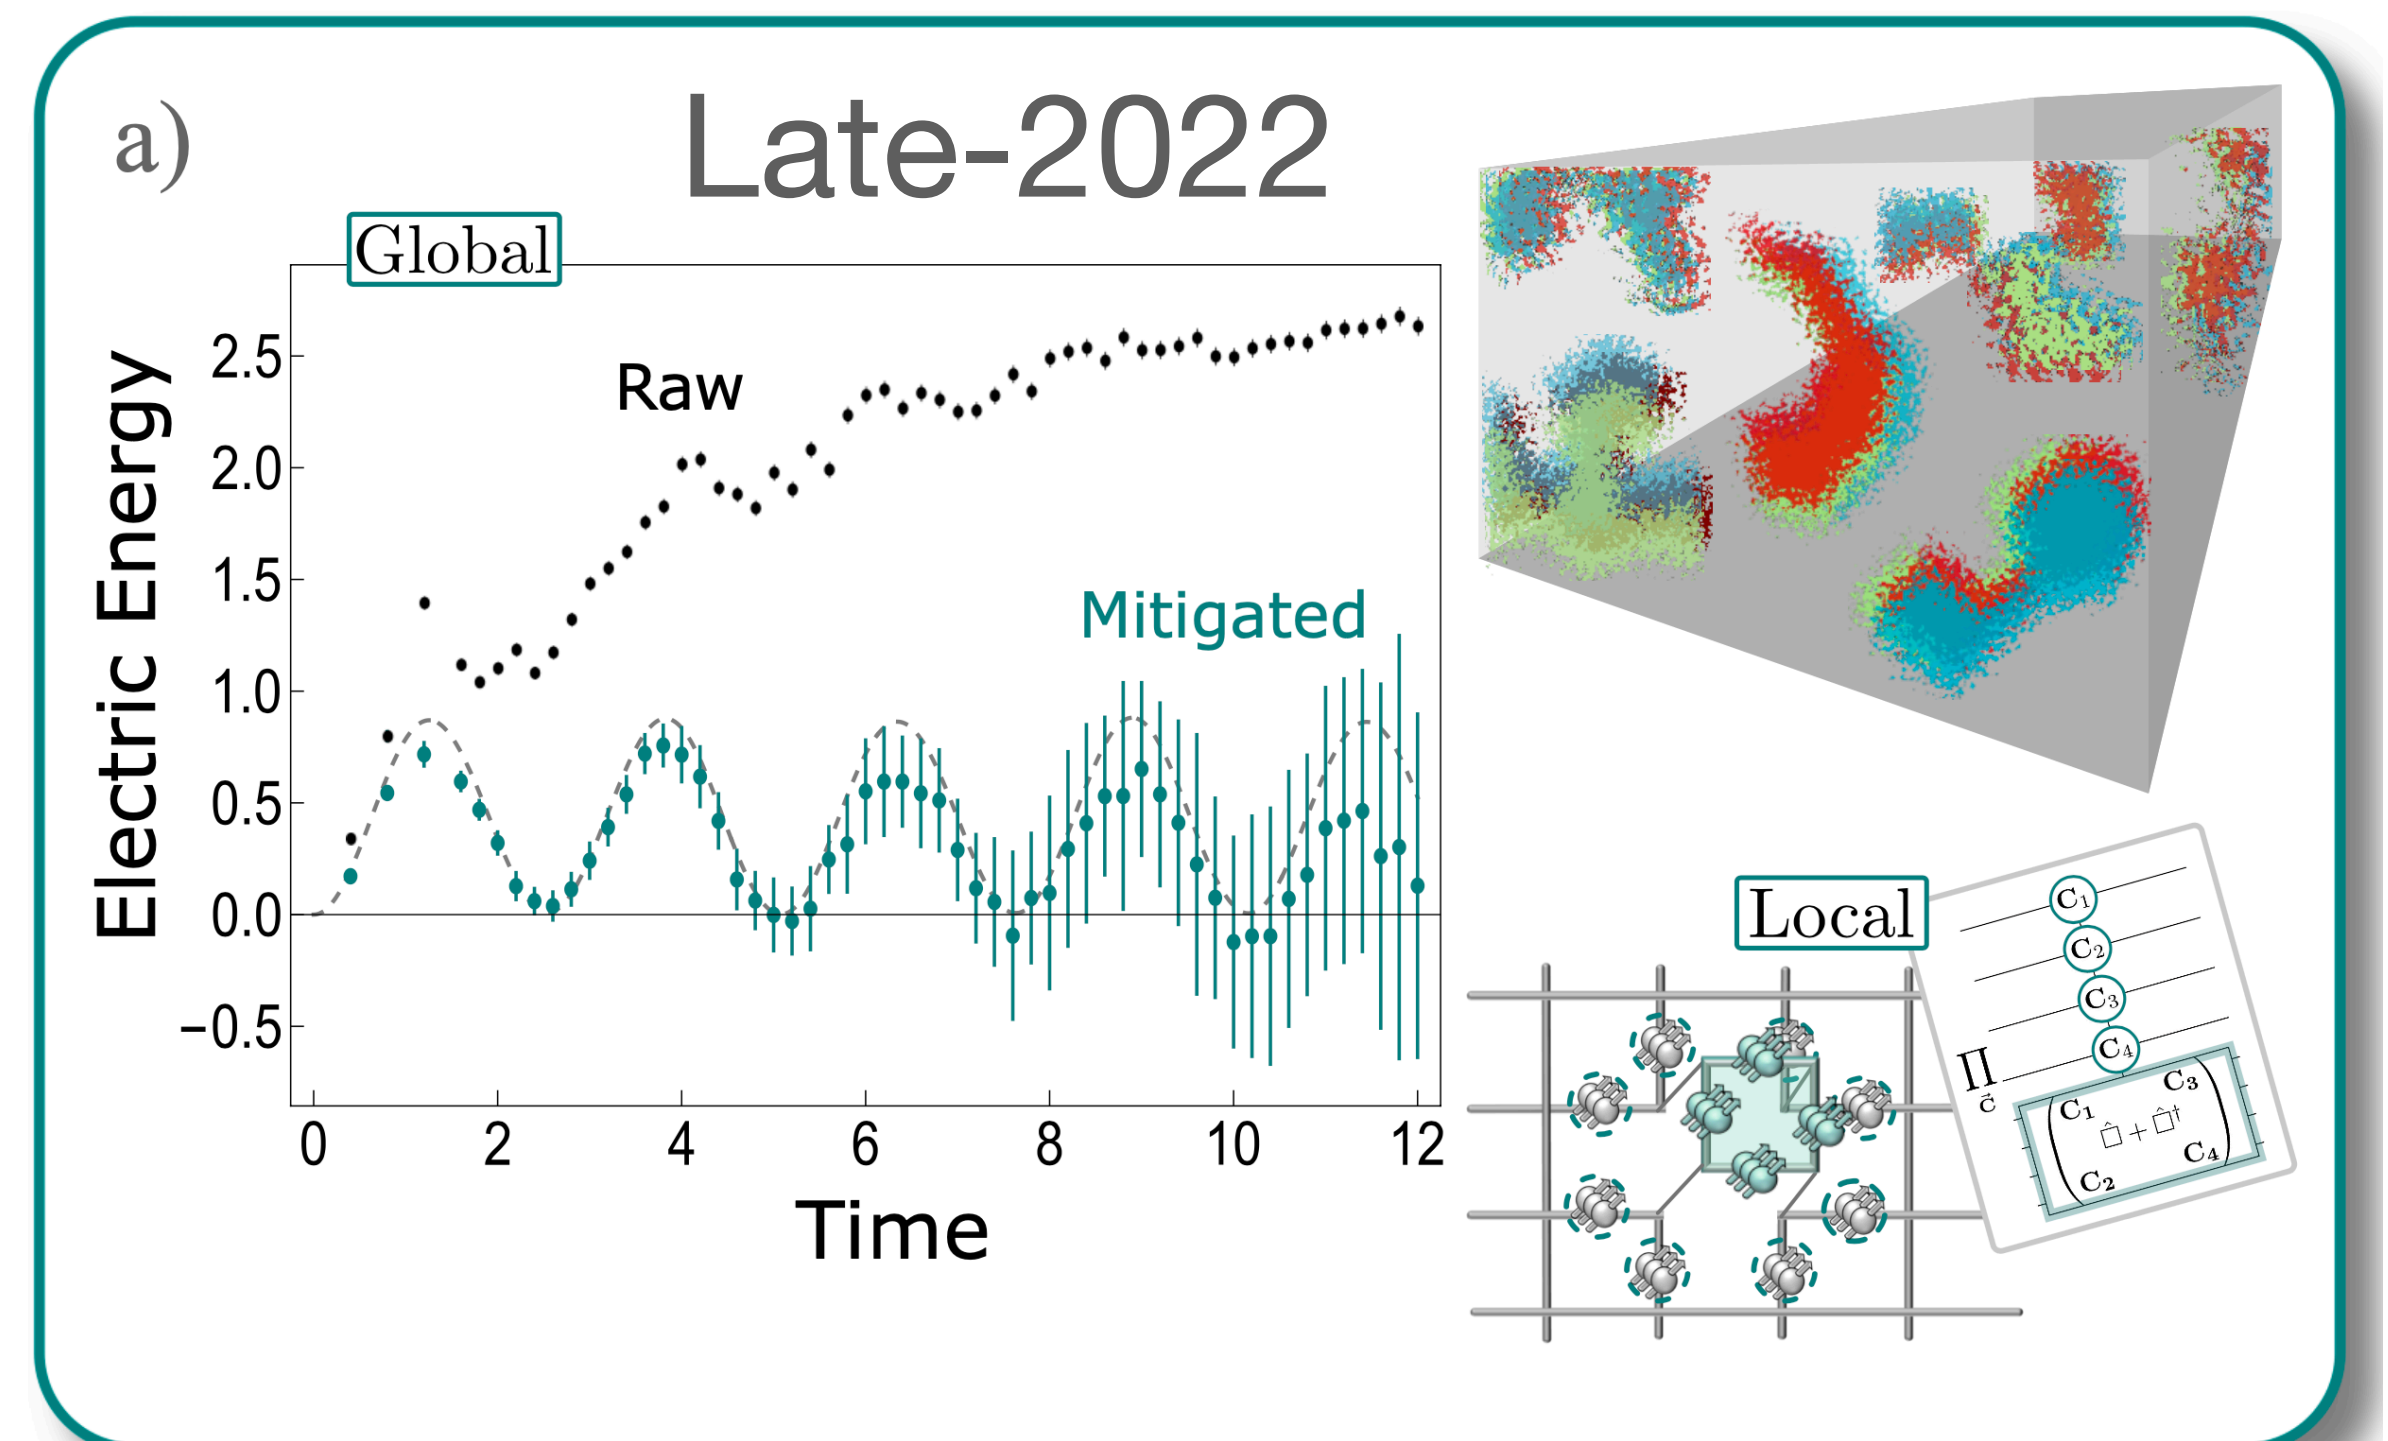 a)
Late-2022
Global
Electric Energy
2.5
2.0
1.5
1.0
0.5
0.0
−0.5
Raw
Mitigated
0 2 4 6 8 10 12
Time
Local
C₁
C₂
C₃
C₄
∏
c⃗
C₁ C₃
□̂ + □̂†
C₂ C₄